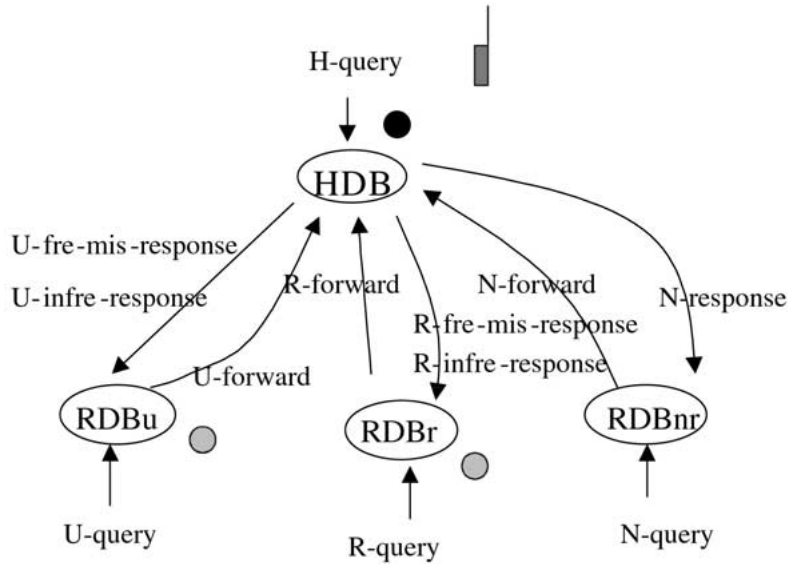 H-query
HDB
U-fre-mis-response
U-infre-response
R-forward
N-forward
N-response
R-fre-mis-response
R-infre-response
U-forward
RDBu
RDBr
RDBnr
U-query
R-query
N-query